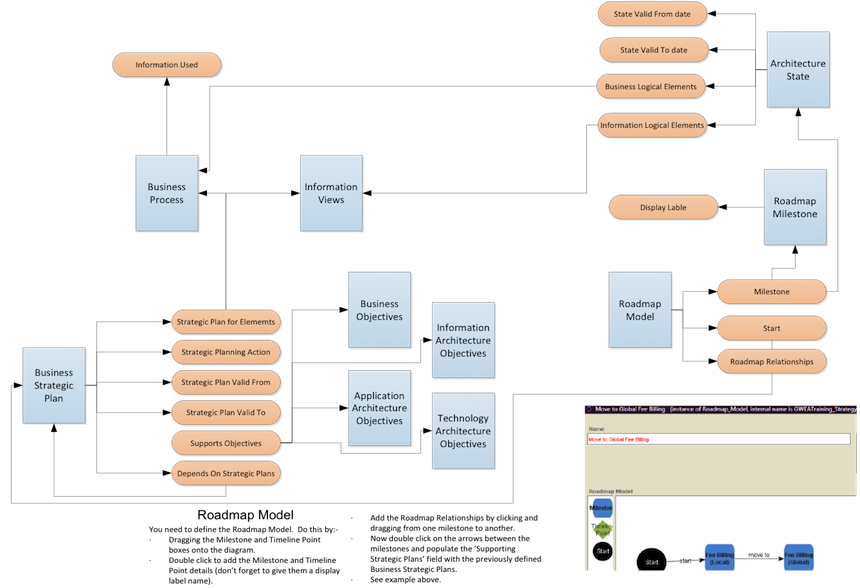 State Valid From date
State Valid To date
Architecture
State
Information Used
Business Logical Elements
Information Logical Elements
Business
Process
Information
Views
Display Lable
Roadmap
Milestone
Business
Objectives
Roadmap
Model
Milestone
Strategic Plan for Elements
Start
Information
Architecture
Objectives
Strategic Planning Action
Roadmap Relationships
Business
Strategic
Plan
Strategic Plan Valid From
Application
Architecture
Objectives
Strategic Plan Valid To
Technology
Architecture
Objectives
Supports Objectives
Depends On Strategic Plans
Move to Global Fee Billing (instance of Roadmap_Model, internal name is GWEATraining_Strategy
Name
Move to Global Fee Billing
Roadmap Model
Milestor
Timeline
Point
Start
Start
start
Fee Billing
(Local)
move to
Fee Billing
(Global)
Roadmap Model
You need to define the Roadmap Model. Do this by:-
· Dragging the Milestone and Timeline Point
boxes onto the diagram.
· Double click to add the Milestone and Timeline
Point details (don't forget to give them a display
label name).
· Add the Roadmap Relationships by clicking and
dragging from one milestone to another.
· Now double click on the arrows between the
milestones and populate the 'Supporting
Strategic Plans' field with the previously defined
Business Strategic Plans.
· See example above.